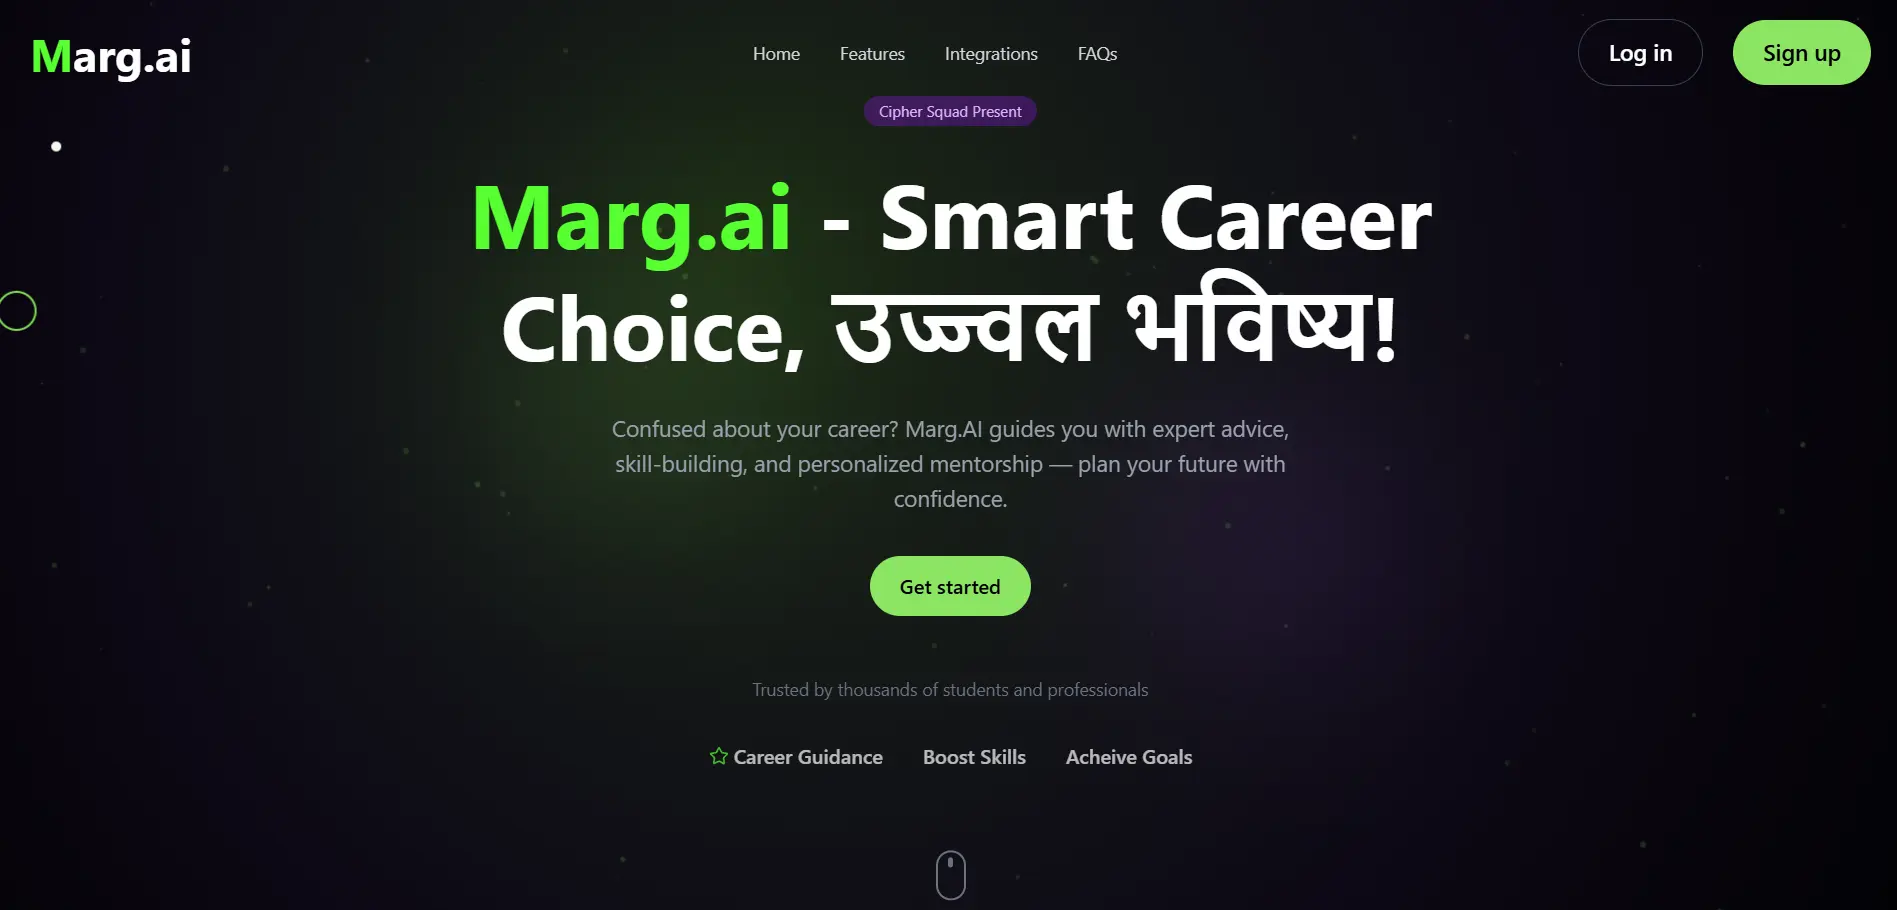 Marg.ai
Home Features Integrations FAQs
Log in
Sign up
Cipher Squad Present
Marg.ai - Smart Career
Choice, उज्ज्वल भविष्य!
Confused about your career? Marg.AI guides you with expert advice,
skill-building, and personalized mentorship — plan your future with
confidence.
Get started
Trusted by thousands of students and professionals
Career Guidance Boost Skills Acheive Goals